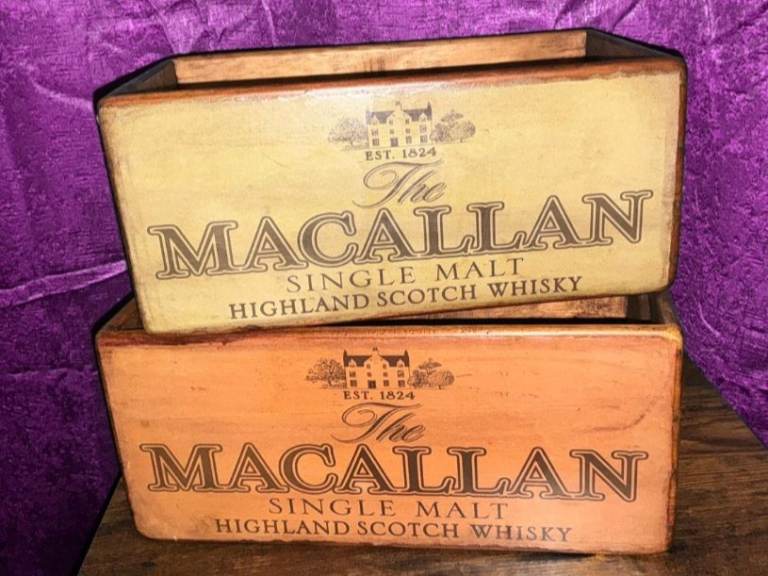 EST. 1824
The
MACALLAN
SINGLE MALT
HIGHLAND SCOTCH WHISKY
EST. 1824
The
MACALLAN
SINGLE MALT
HIGHLAND SCOTCH WHISKY